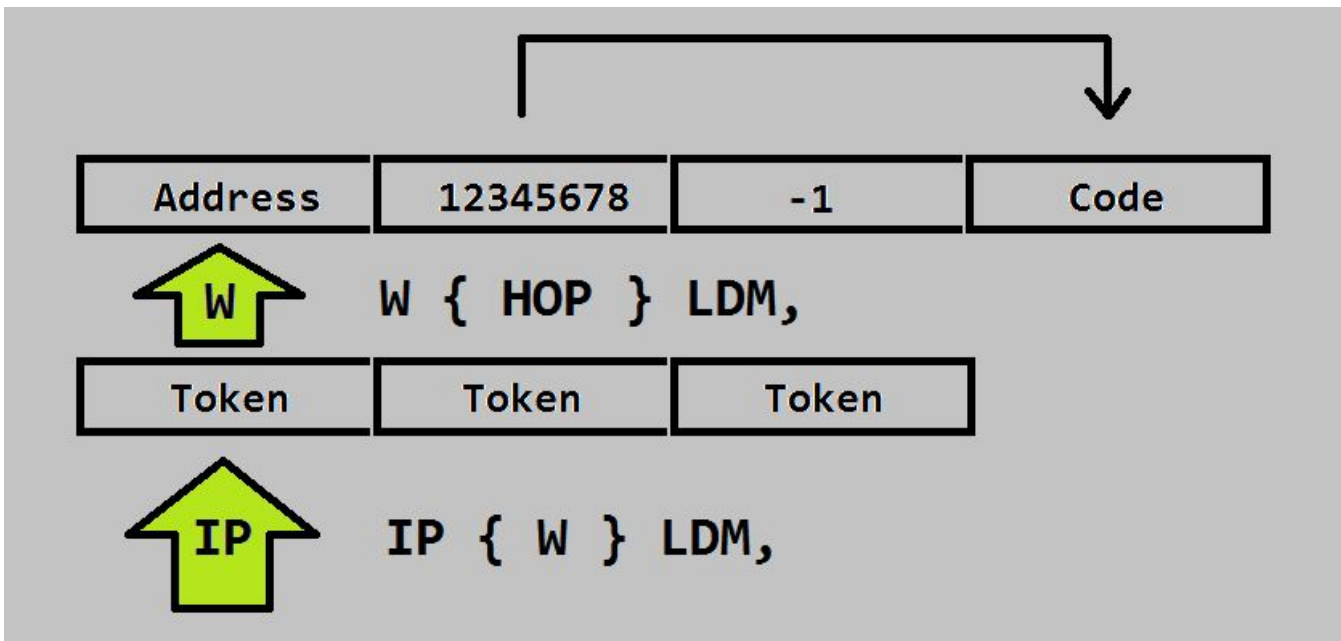 Address 12345678 -1 Code
W W { HOP } LDM,
Token Token Token
IP IP { W } LDM,